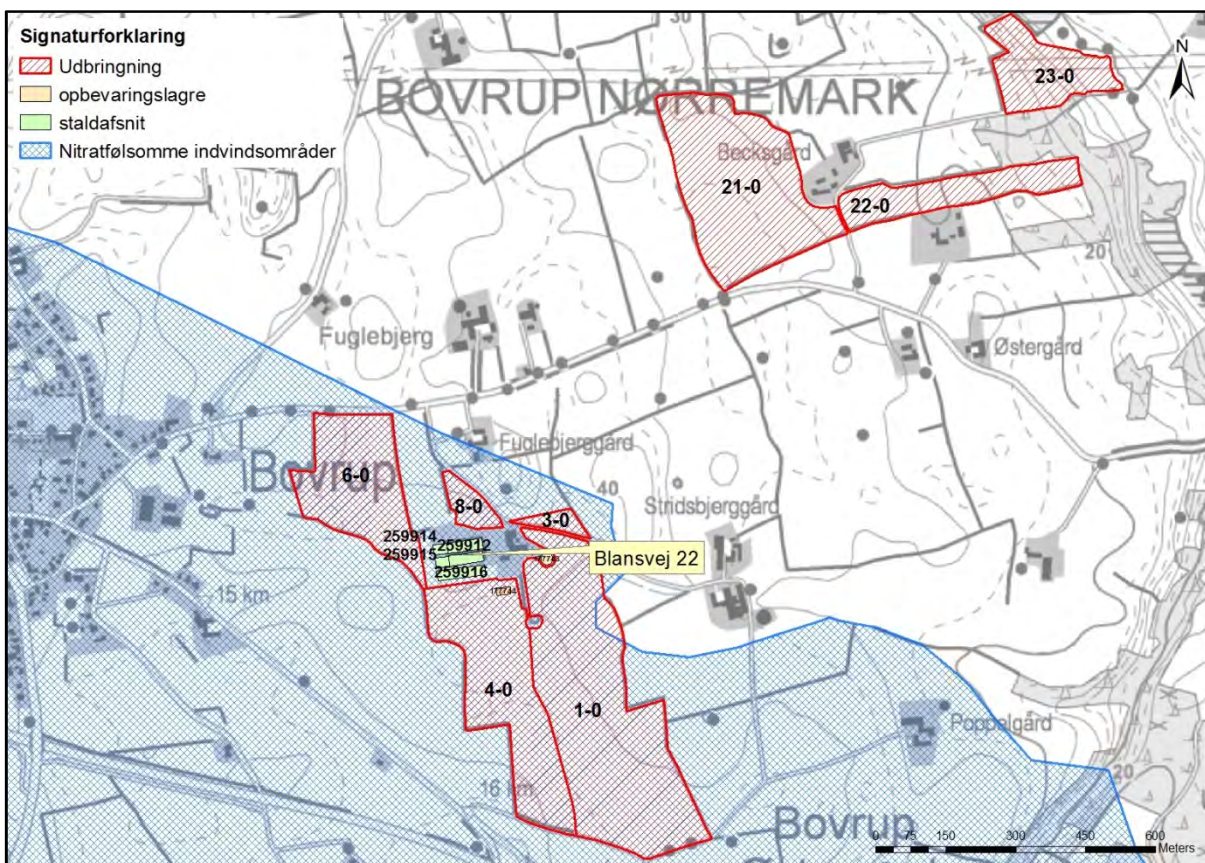 Signaturforklaring
Udbringning
opbevaringslagre
staldafsnit
Nitratfølsomme indvindsområder
30
N
23-0
BOVRUP NØRREMARK
Becksgård
21-0
22-0
20
Fuglebjerg
Østergård
Fuglebjerggård
Bovrup
6-0
8-0
40
Stridsbjerggård
3-0
259914
259912
259915
Blansvej 22
259916
177744
15 km
4-0
1-0
Poppelgård
20
16 km
Bovrup
0 75 150 300 450 600
Meters